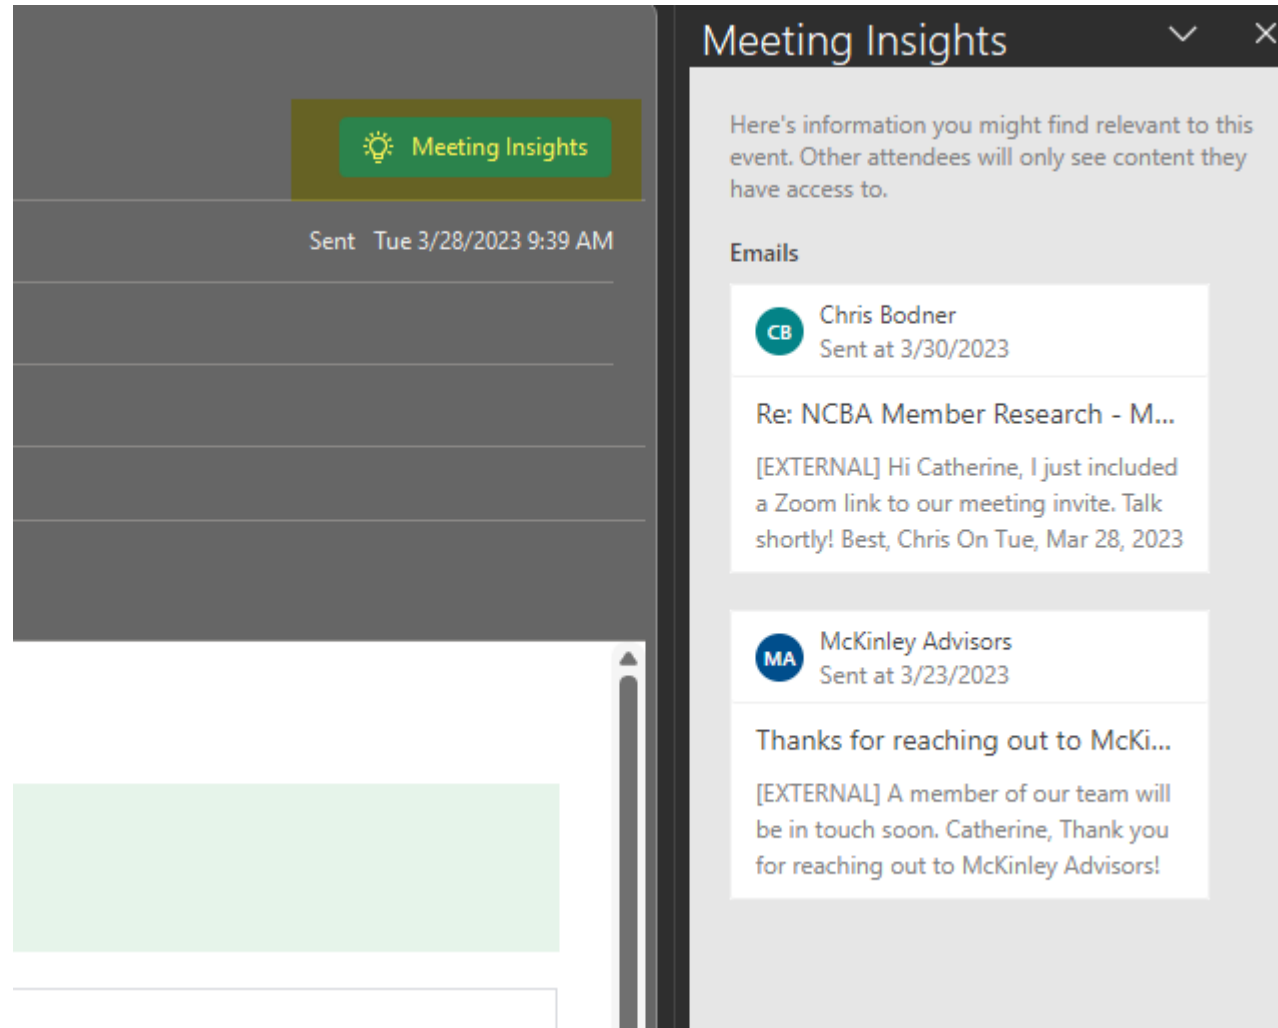 Meeting Insights
Sent Tue 3/28/2023 9:39 AM
Meeting Insights
Here's information you might find relevant to this
event. Other attendees will only see content they
have access to.
Emails
CB
Chris Bodner
Sent at 3/30/2023
Re: NCBA Member Research - M...
[EXTERNAL] Hi Catherine, I just included
a Zoom link to our meeting invite. Talk
shortly! Best, Chris On Tue, Mar 28, 2023
MA
McKinley Advisors
Sent at 3/23/2023
Thanks for reaching out to McKi...
[EXTERNAL] A member of our team will
be in touch soon. Catherine, Thank you
for reaching out to McKinley Advisors!